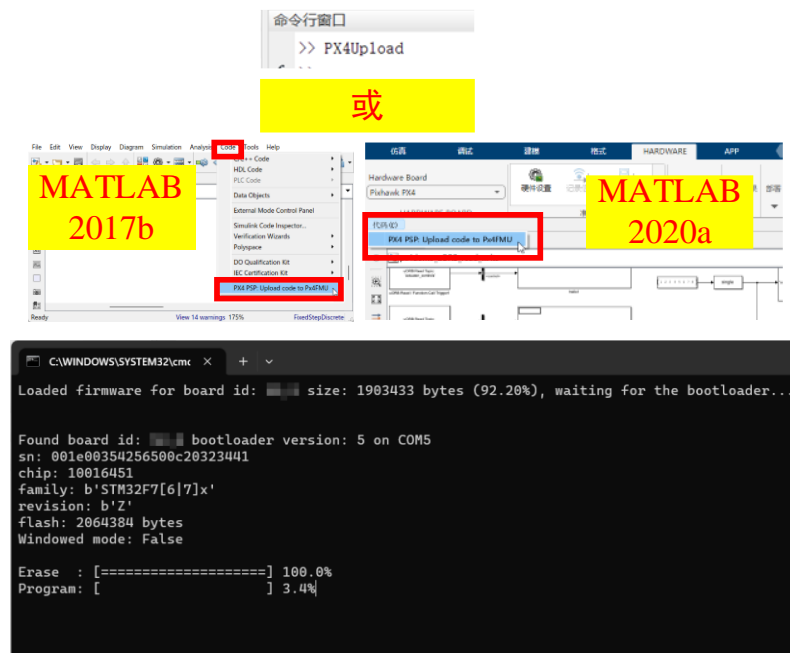 命令行窗口
>> PX4Upload
或
File Edit View Display Diagram Simulation Analysis Code Tools Help
C/C++ Code
HDL Code
PLC Code
Data Objects
External Mode Control Panel
Simulink Code Inspector...
Verification Wizards
Polyspace
DO Qualification Kit
IEC Certification Kit
PX4 PSP: Upload code to Px4FMU
MATLAB
2017b
Ready View 14 warnings 175% FixedStepDiscrete
仿真 调试 建模 格式 HARDWARE APP
Hardware Board
Pixhawk PX4
硬件设置
HARDWARE BOARD
代码(C)
PX4 PSP: Upload code to Px4FMU
MATLAB
2020a
部署
single
C:\WINDOWS\SYSTEM32\cmc × +
Loaded firmware for board id: size: 1903433 bytes (92.20%), waiting for the bootloader...
Found board id: bootloader version: 5 on COM5
sn: 001e00354256500c20323441
chip: 10016451
family: b'STM32F7[6|7]x'
revision: b'Z'
flash: 2064384 bytes
Windowed mode: False
Erase : [====================] 100.0%
Program: [ ] 3.4%